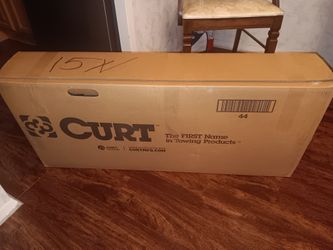 15X
CURT
The FIRST Name
in Towing Products
CURTMFG.COM
44